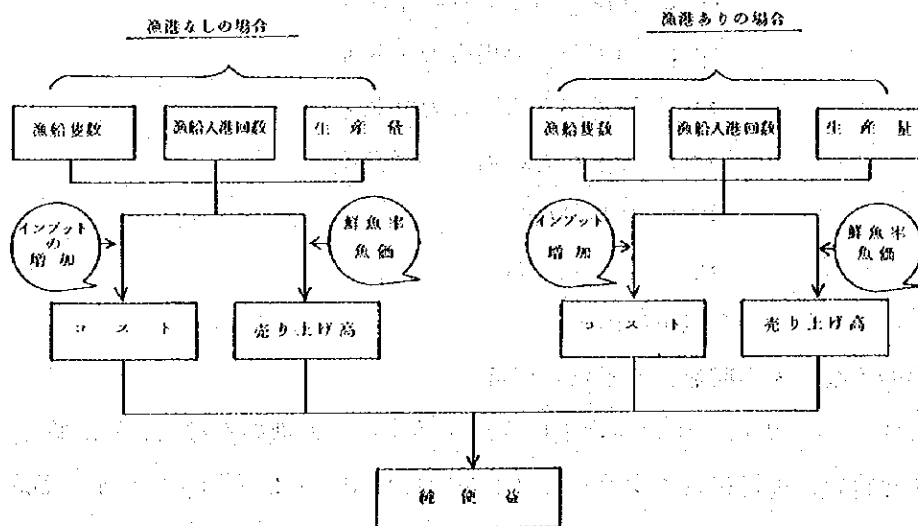 漁港なしの場合
漁船隻数
漁船入港回数
生産量
インプット
の
増加
鮮魚率
魚価
コスト
売り上げ高
漁港ありの場合
漁船隻数
漁船入港回数
生産量
インプット
増加
鮮魚率
魚価
コスト
売り上げ高
純便益